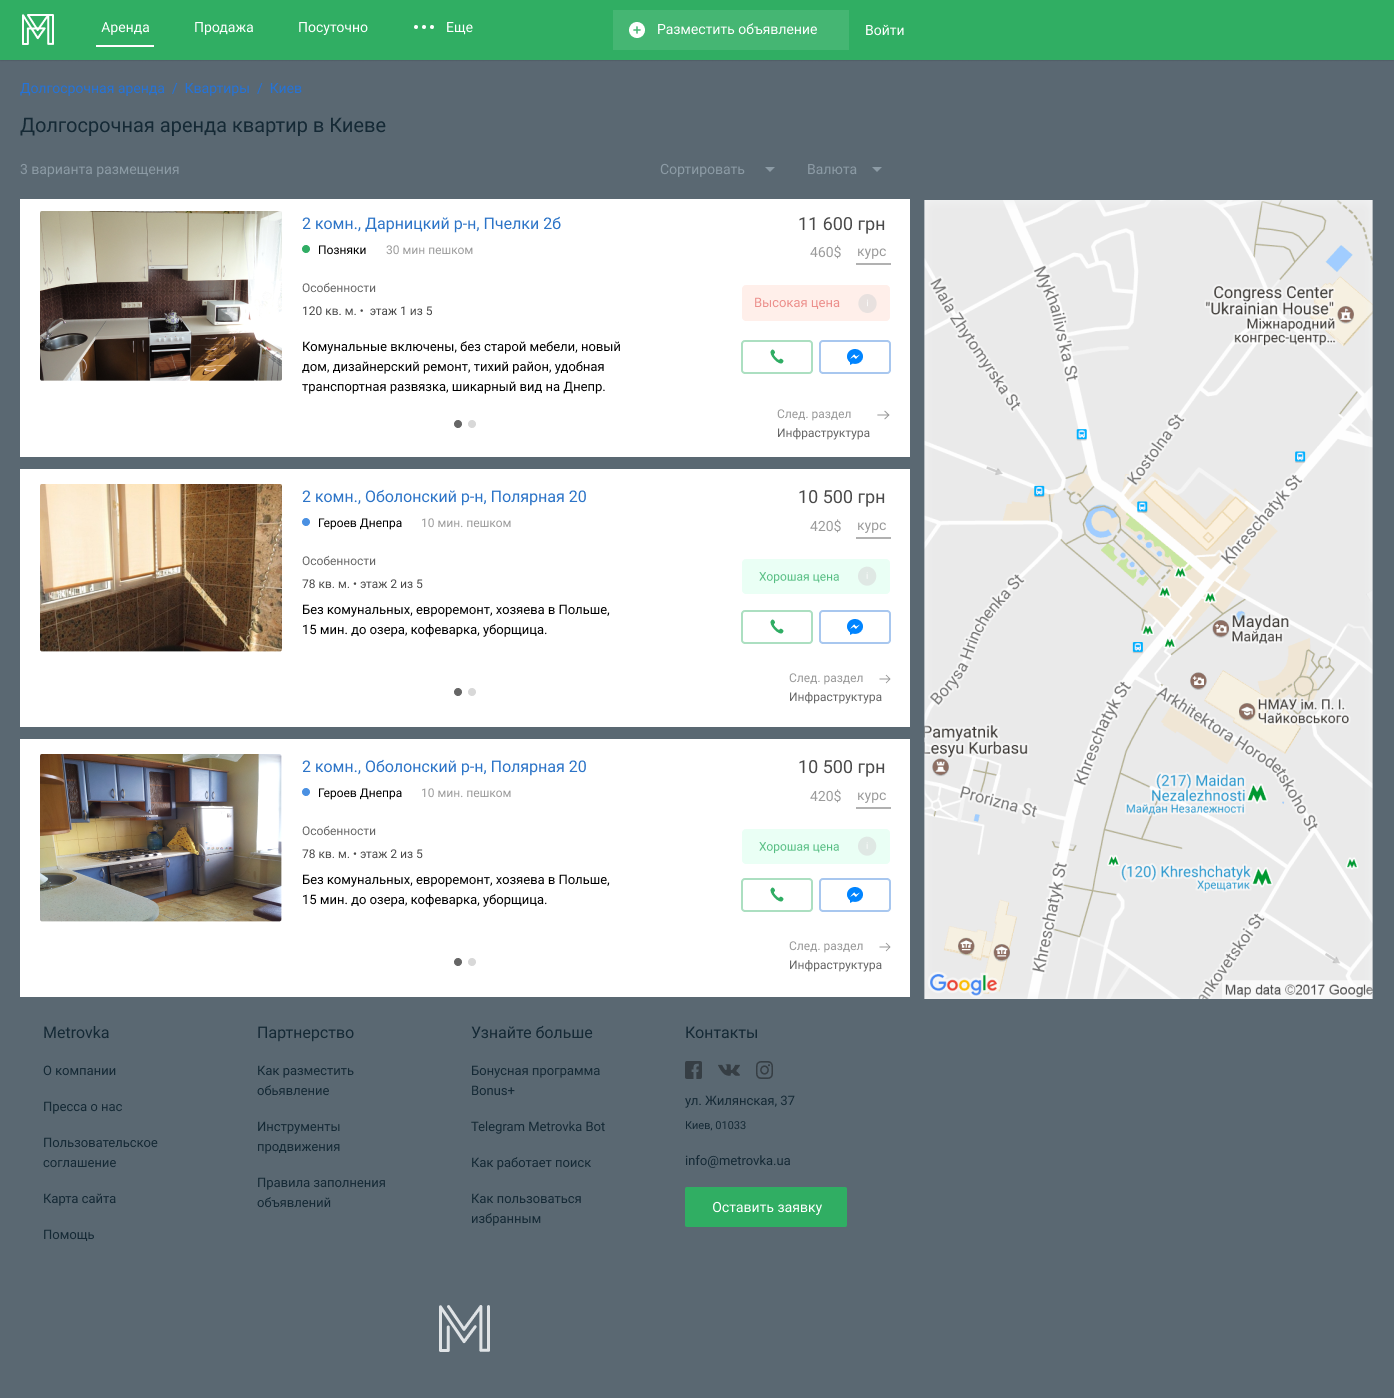 Аренда
Продажа
Посуточно
Еще
Разместить объявление
Войти
Долгосрочная аренда / Квартиры / Киев
Долгосрочная аренда квартир в Киеве
3 варианта размещения
Сортировать
Валюта
2 комн., Дарницкий р-н, Пчелки 2б
11 600 грн
Позняки
30 мин пешком
460$
курс
Особенности
120 кв. м. • этаж 1 из 5
Высокая цена
Комунальные включены, без старой мебели, новый
дом, дизайнерский ремонт, тихий район, удобная
транспортная развязка, шикарный вид на Днепр.
След. раздел
Инфраструктура
2 комн., Оболонский р-н, Полярная 20
10 500 грн
Героев Днепра
10 мин. пешком
420$
курс
Особенности
78 кв. м. • этаж 2 из 5
Хорошая цена
Без комунальных, евроремонт, хозяева в Польше,
15 мин. до озера, кофеварка, уборщица.
След. раздел
Инфраструктура
2 комн., Оболонский р-н, Полярная 20
10 500 грн
Героев Днепра
10 мин. пешком
420$
курс
Особенности
78 кв. м. • этаж 2 из 5
Хорошая цена
Без комунальных, евроремонт, хозяева в Польше,
15 мин. до озера, кофеварка, уборщица.
След. раздел
Инфраструктура
Mala Zhytomyrska St
Mykhailivs'ka St
Congress Center
"Ukrainian House"
Міжнародний
конгрес-центр...
Kostolna St
Khreschatyk St
Borysa Hrinchenka St
Maydan
Майдан
НМАУ ім. П. І.
Чайковського
Arkhitektora Horodetskoho St
Khreschatyk St
Pamyatnik
Lesyu Kurbasu
Prorizna St
(217) Maidan
Nezalezhnosti
Майдан Незалежності
(120) Khreshchatyk
Хрещатик
Khreschatyk St
ankovetskoi St
Google
Map data ©2017 Google
Metrovka
О компании
Пресса о нас
Пользовательское
соглашение
Карта сайта
Помощь
Партнерство
Как разместить
обьявление
Инструменты
продвижения
Правила заполнения
объявлений
Узнайте больше
Бонусная программа
Bonus+
Telegram Metrovka Bot
Как работает поиск
Как пользоваться
избранным
Контакты
ул. Жилянская, 37
Киев, 01033
info@metrovka.ua
Оставить заявку